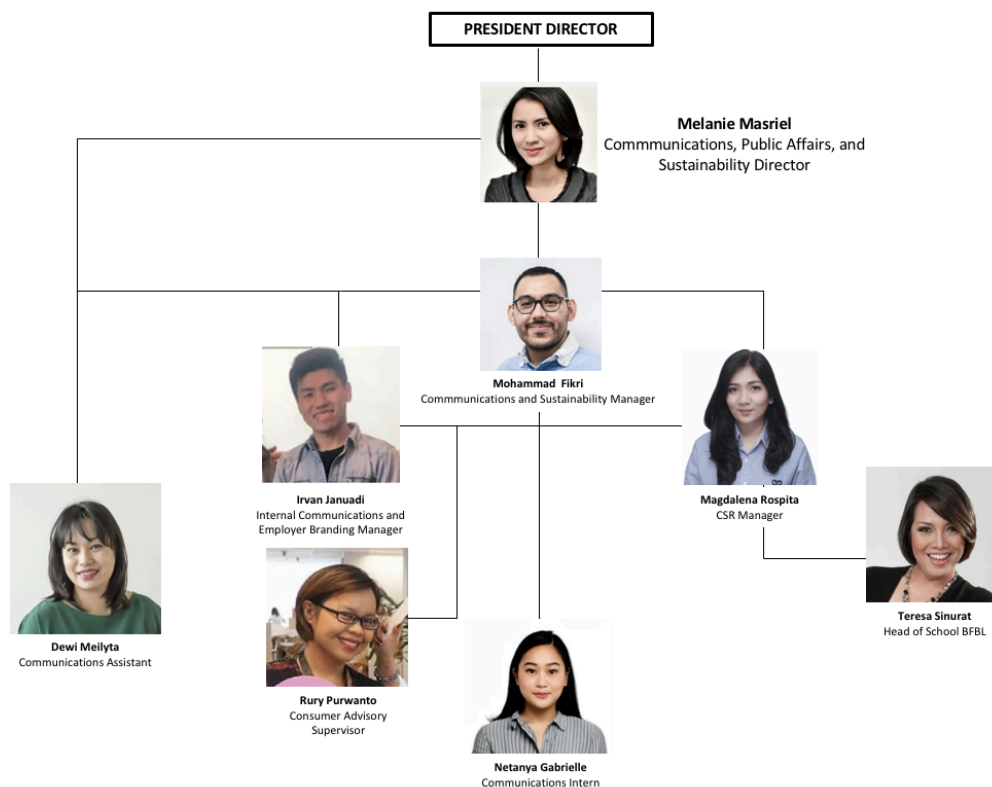 PRESIDENT DIRECTOR
Melanie Masriel
Commmunications, Public Affairs, and
Sustainability Director
Mohammad Fikri
Commmunications and Sustainability Manager
Irvan Januadi
Internal Communications and
Employer Branding Manager
Magdalena Rospita
CSR Manager
Teresa Sinurat
Head of School BFBL
Dewi Meilyta
Communications Assistant
Rury Purwanto
Consumer Advisory
Supervisor
Netanya Gabrielle
Communications Intern